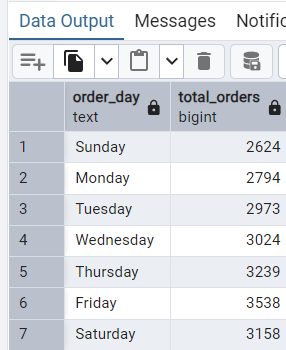 Data Output Messages Notific
order_day total_orders
text bigint
1 Sunday 2624
2 Monday 2794
3 Tuesday 2973
4 Wednesday 3024
5 Thursday 3239
6 Friday 3538
7 Saturday 3158